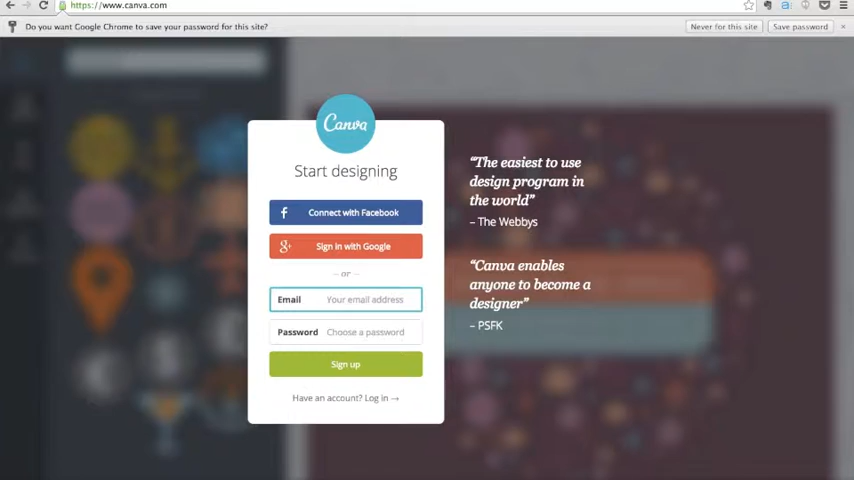 https://www.canva.com
Do you want Google Chrome to save your password for this site?
Never for this site
Save password
Canva
Start designing
f Connect with Facebook
g+ Sign in with Google
– or –
Email Your email address
Password Choose a password
Sign up
Have an account? Log in →
“The easiest to use
design program in
the world”
– The Webbys
“Canva enables
anyone to become a
designer”
– PSFK